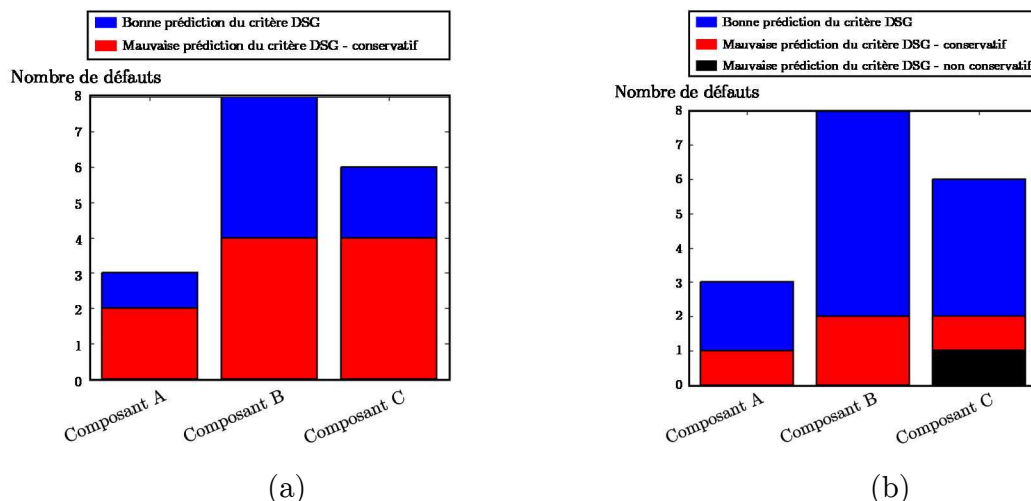 Bonne prédiction du critère DSG
Mauvaise prédiction du critère DSG - conservatif
Nombre de défauts
8
7
6
5
4
3
2
1
0
Composant A
Composant B
Composant C
(a)
Bonne prédiction du critère DSG
Mauvaise prédiction du critère DSG - conservatif
Mauvaise prédiction du critère DSG - non conservatif
Nombre de défauts
8
7
6
5
4
3
2
1
0
Composant A
Composant B
Composant C
(b)